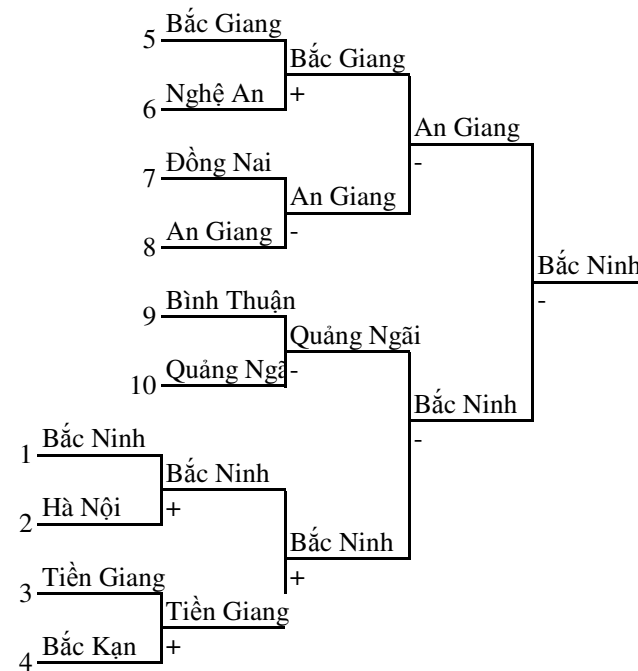 5 Bắc Giang
Bắc Giang
6 Nghệ An +
An Giang
-
7 Đồng Nai
An Giang
8 An Giang -
Bắc Ninh
-
9 Bình Thuận
Quảng Ngãi
10 Quảng Ngã -
Bắc Ninh
-
1 Bắc Ninh
Bắc Ninh
2 Hà Nội +
Bắc Ninh
+
3 Tiền Giang
Tiền Giang
4 Bắc Kạn +